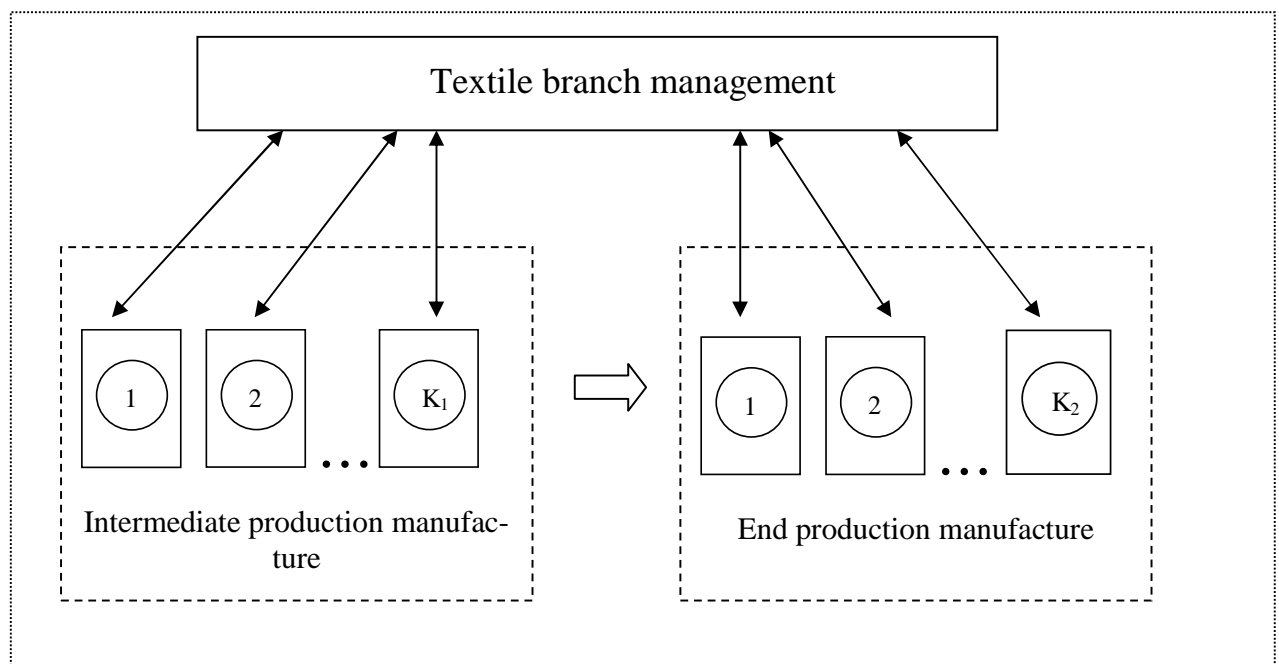 Textile branch management
1
2
K₁
...
Intermediate production manufac-
ture
1
2
K₂
...
End production manufacture